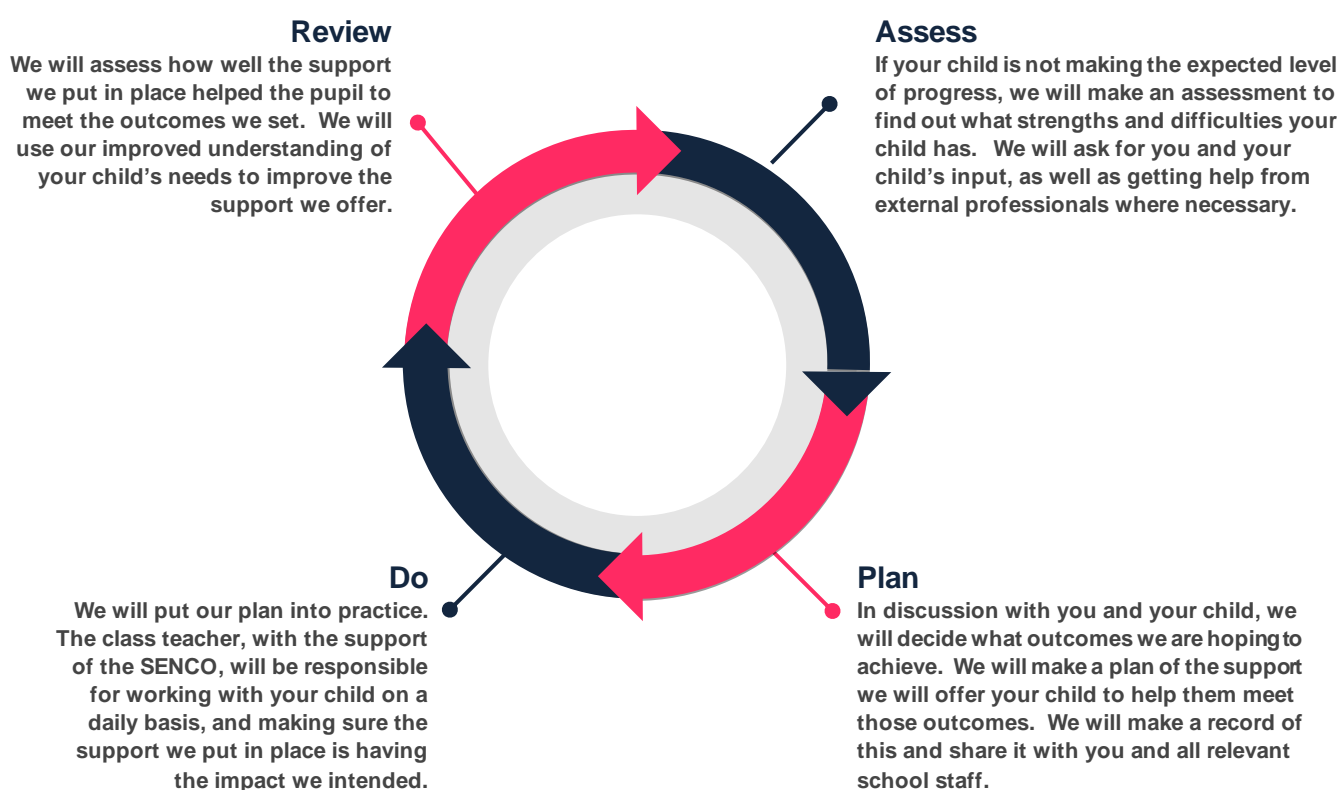 Review
We will assess how well the support
we put in place helped the pupil to
meet the outcomes we set. We will
use our improved understanding of
your child's needs to improve the
support we offer.
Assess
If your child is not making the expected level
of progress, we will make an assessment to
find out what strengths and difficulties your
child has. We will ask for you and your
child's input, as well as getting help from
external professionals where necessary.
Do
We will put our plan into practice.
The class teacher, with the support
of the SENCO, will be responsible
for working with your child on a
daily basis, and making sure the
support we put in place is having
the impact we intended.
Plan
In discussion with you and your child, we
will decide what outcomes we are hoping to
achieve. We will make a plan of the support
we will offer your child to help them meet
those outcomes. We will make a record of
this and share it with you and all relevant
school staff.